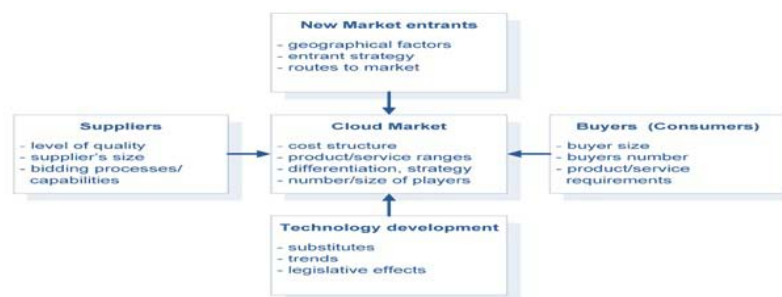 New Market entrants
- geographical factors
- entrant strategy
- routes to market
Suppliers
- level of quality
- supplier's size
- bidding processes/
capabilities
Cloud Market
- cost structure
- product/service ranges
- differentiation, strategy
- number/size of players
Buyers (Consumers)
- buyer size
- buyers number
- product/service
requirements
Technology development
- substitutes
- trends
- legislative effects